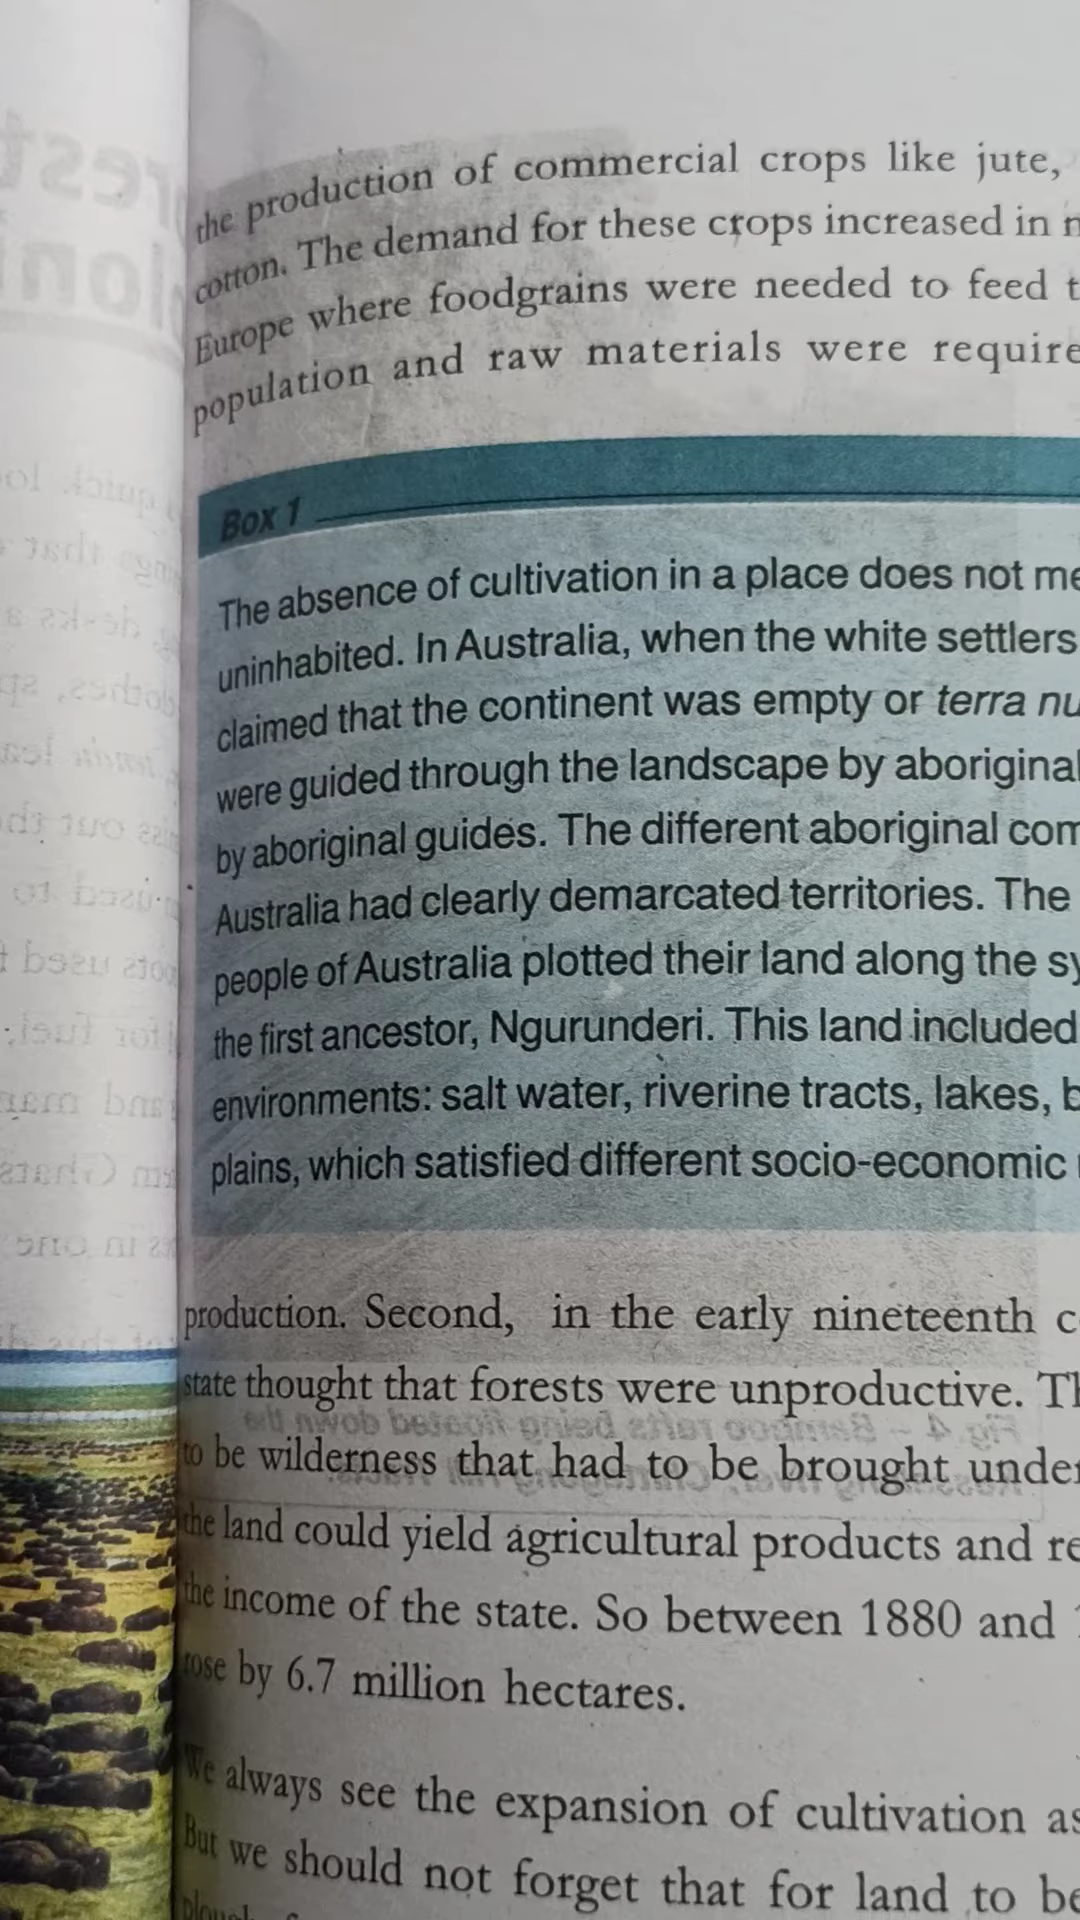 the production of commercial crops like jute,
cotton. The demand for these crops increased in
Europe where foodgrains were needed to feed
population and raw materials were require
Box 1
The absence of cultivation in a place does not me
uninhabited. In Australia, when the white settlers
claimed that the continent was empty or terra nu
were guided through the landscape by aboriginal
by aboriginal guides. The different aboriginal com
Australia had clearly demarcated territories. The
people of Australia plotted their land along the sy
the first ancestor, Ngurunderi. This land included
environments: salt water, riverine tracts, lakes, b
plains, which satisfied different socio-economic
production. Second, in the early nineteenth c
state thought that forests were unproductive. Th
to be wilderness that had to be brought under
the land could yield agricultural products and re
the income of the state. So between 1880 and 1
rose by 6.7 million hectares.
We always see the expansion of cultivation as
But we should not forget that for land to be